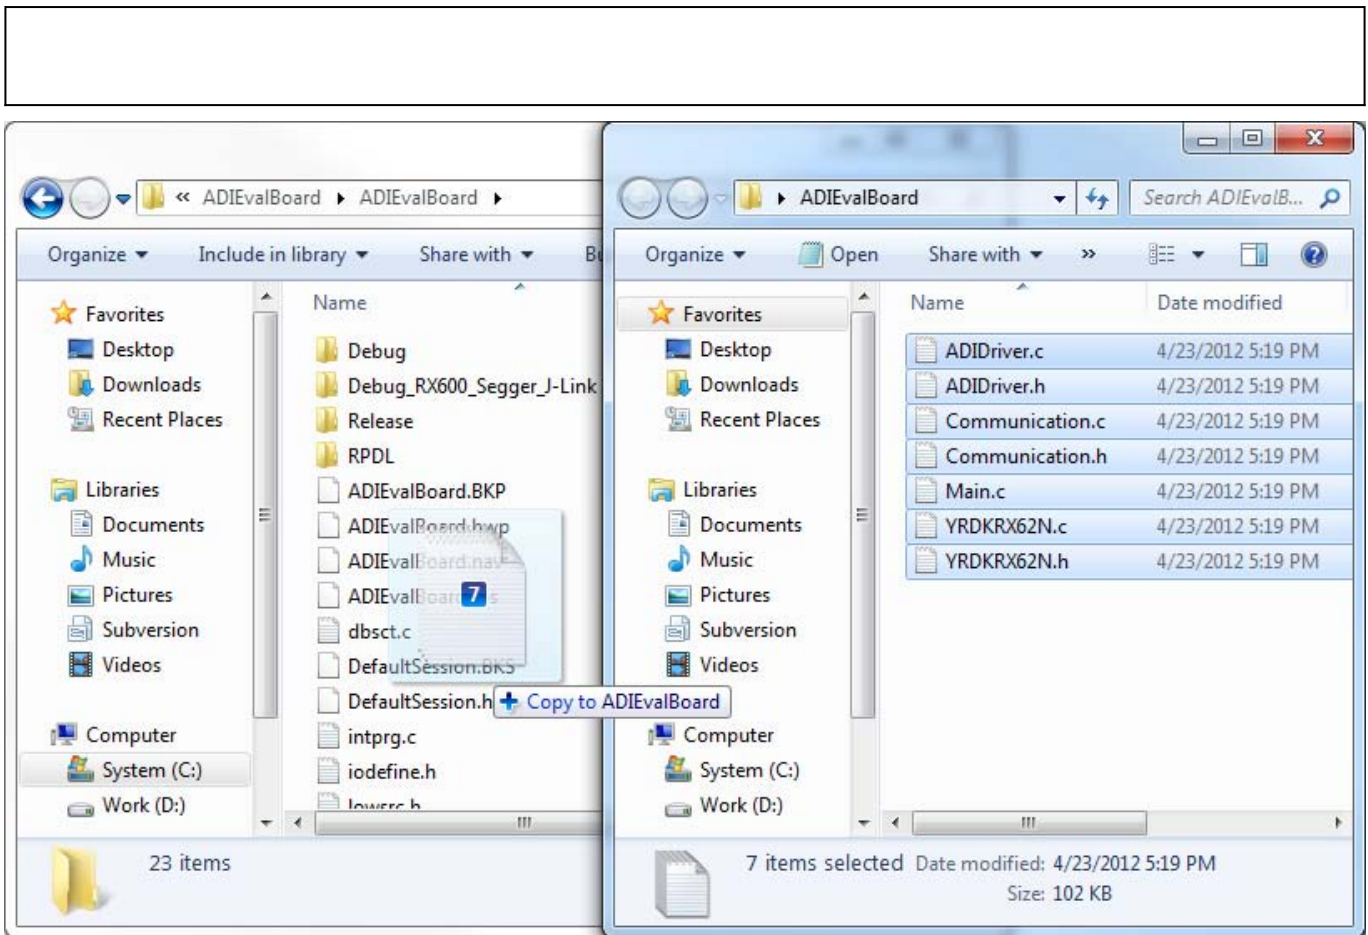 « ADIEvalBoard ▸ ADIEvalBoard ▸
Organize
Include in library
Share with
Name
Favorites
Desktop
Downloads
Recent Places
Libraries
Documents
Music
Pictures
Subversion
Videos
Computer
System (C:)
Work (D:)
Debug
Debug_RX600_Segger_J-Link
Release
RPDL
ADIEvalBoard.BKP
ADIEvalBoard.hwp
ADIEvalBoard.nav
dbsct.c
DefaultSession.BKS
DefaultSession.h
intprg.c
iodefine.h
lowsrc.h
7
Copy to ADIEvalBoard
23 items
▸ ADIEvalBoard
Search ADIEvalB...
Organize
Open
Share with
»
Name
Date modified
Favorites
Desktop
Downloads
Recent Places
Libraries
Documents
Music
Pictures
Subversion
Videos
Computer
System (C:)
Work (D:)
ADIDriver.c 4/23/2012 5:19 PM
ADIDriver.h 4/23/2012 5:19 PM
Communication.c 4/23/2012 5:19 PM
Communication.h 4/23/2012 5:19 PM
Main.c 4/23/2012 5:19 PM
YRDKRX62N.c 4/23/2012 5:19 PM
YRDKRX62N.h 4/23/2012 5:19 PM
7 items selected Date modified: 4/23/2012 5:19 PM
Size: 102 KB